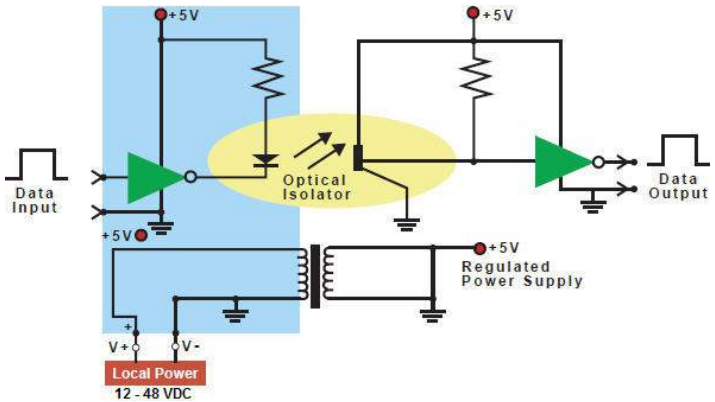 +5V
+5V
Data
Input
Optical
Isolator
Data
Output
+5V
+5V
Regulated
Power Supply
+
V+
V-
Local Power
12 - 48 VDC